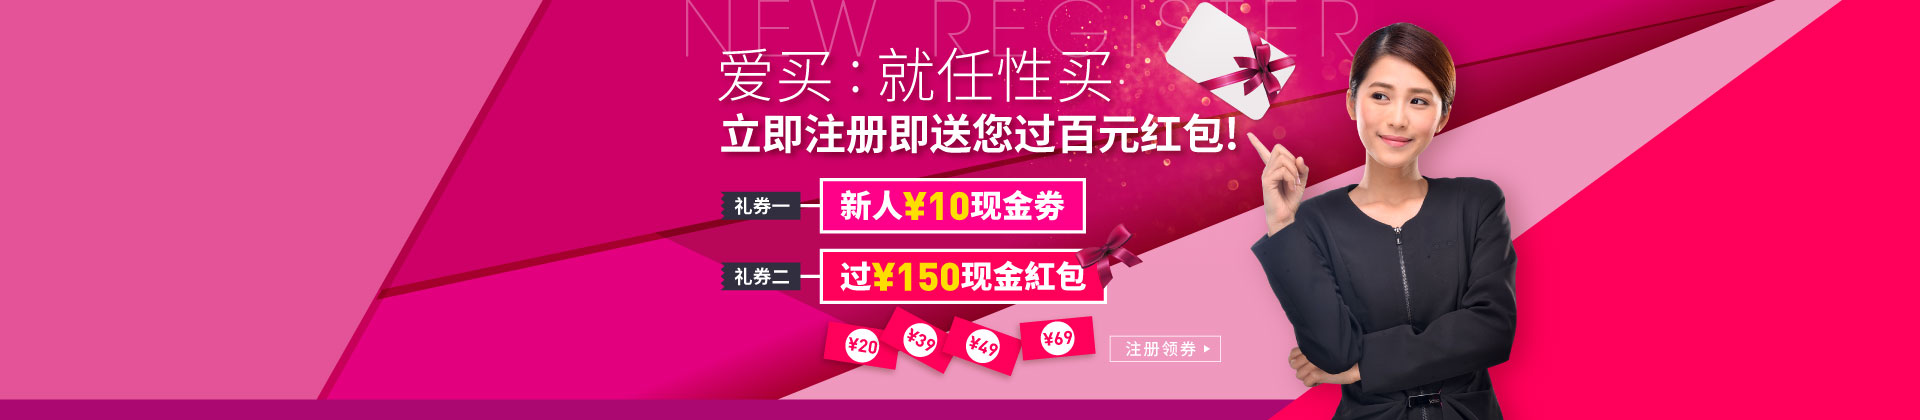 NEW REGISTER
爱买：就任性买
立即注册即送您过百元红包!
礼券一
新人¥10现金劵
礼券二
过¥150现金紅包
¥20
¥39
¥49
¥69
注册领券